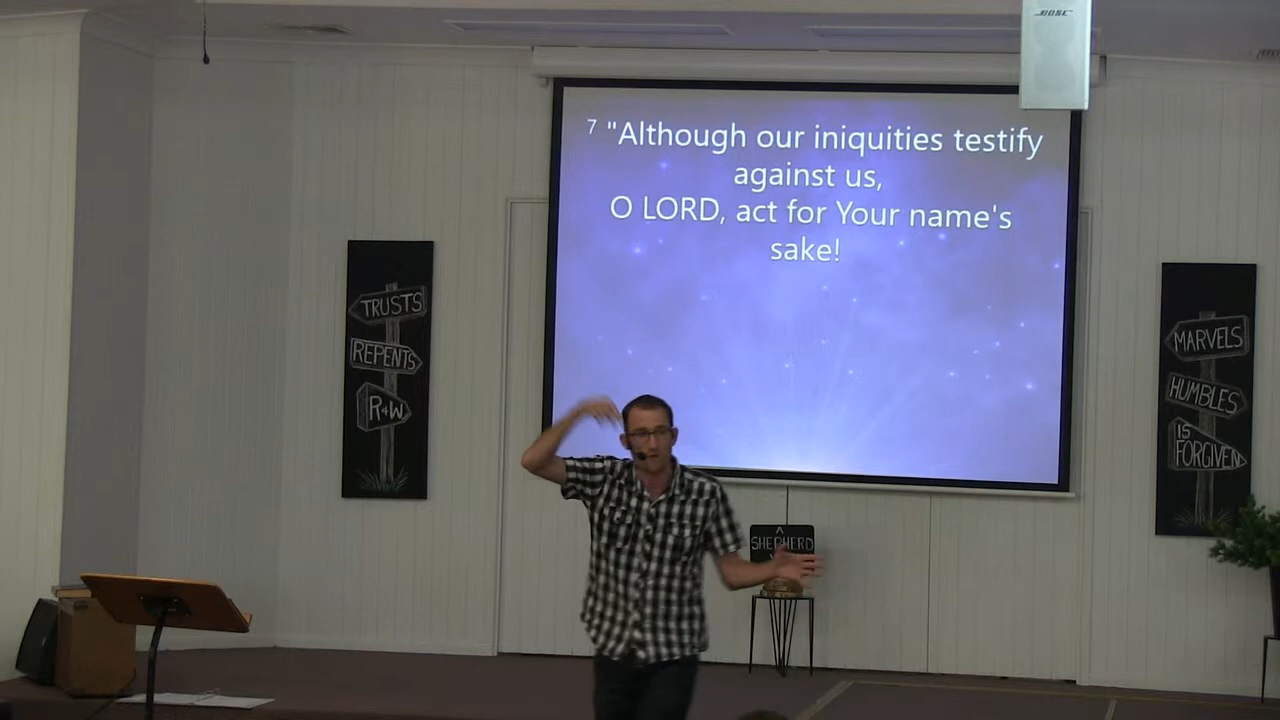 BOSE
7 "Although our iniquities testify
against us,
O LORD, act for Your name's
sake!
TRUSTS
REPENTS
R+W
MARVELS
HUMBLES
IS
FORGIVEN
A
SHEPHERD